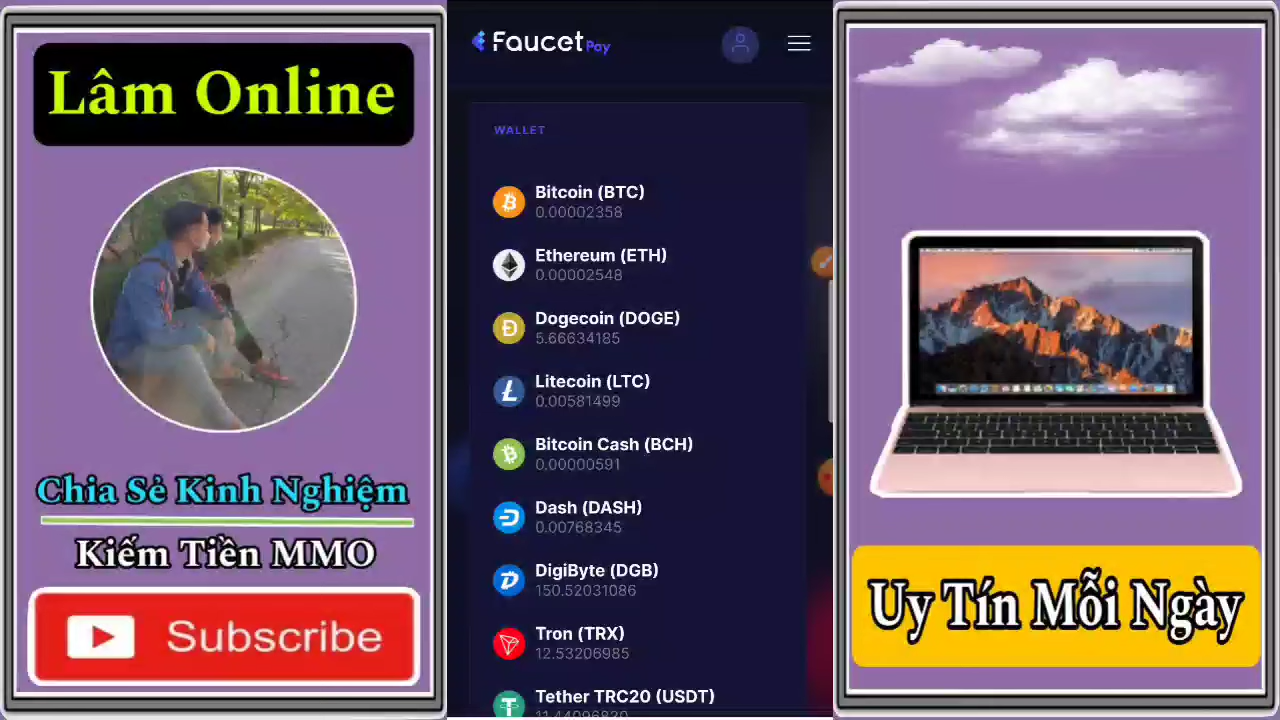 Lâm Online
Chia Sẻ Kinh Nghiệm
Kiếm Tiền MMO
Subscribe
Faucet Pay
WALLET
Bitcoin (BTC)
0.00002358
Ethereum (ETH)
0.00002548
Dogecoin (DOGE)
5.66634185
Litecoin (LTC)
0.00581499
Bitcoin Cash (BCH)
0.00000591
Dash (DASH)
0.00768345
DigiByte (DGB)
150.52031086
Tron (TRX)
12.53206985
Tether TRC20 (USDT)
Uy Tín Mỗi Ngày